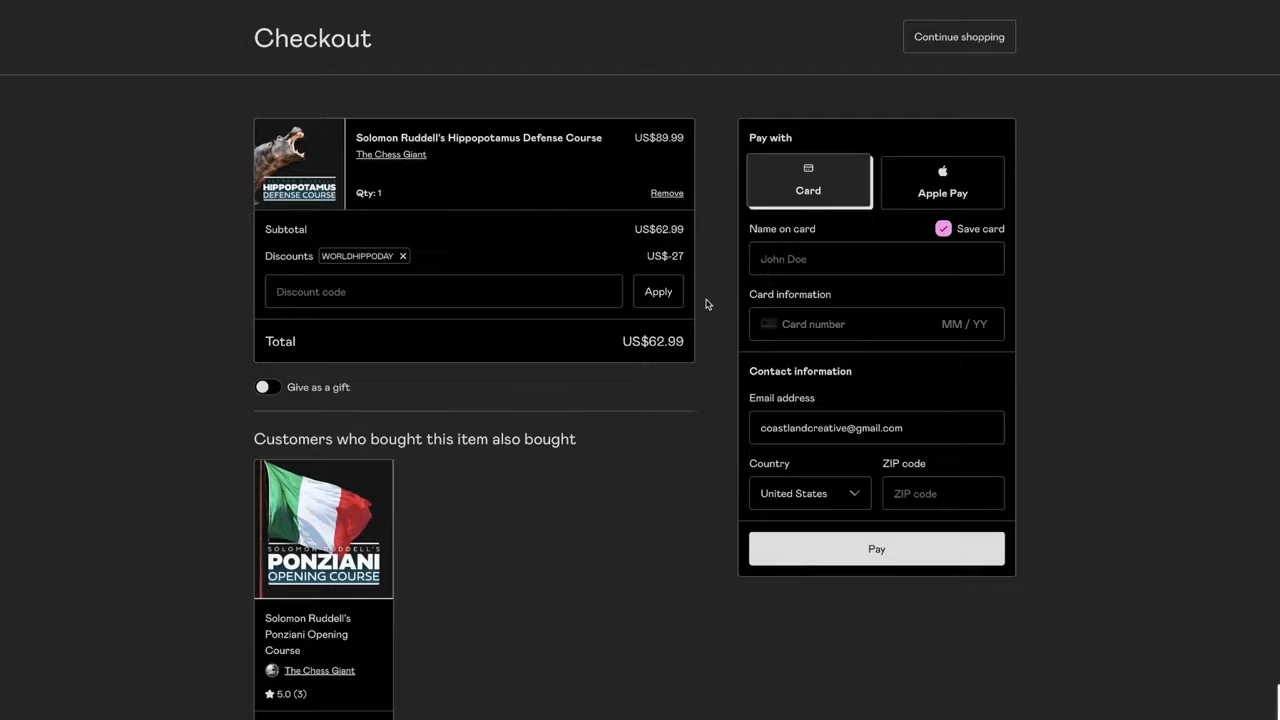 Checkout
Continue shopping
HIPPOPOTAMUS
DEFENSE COURSE
Solomon Ruddell's Hippopotamus Defense Course
US$89.99
The Chess Giant
Qty: 1
Remove
Subtotal
US$62.99
Discounts
WORLDHIPPODAY
US$-27
Discount code
Apply
Total
US$62.99
Give as a gift
Customers who bought this item also bought
SOLOMON RUDDELL'S
PONZIANI
OPENING COURSE
Solomon Ruddell's
Ponziani Opening
Course
The Chess Giant
5.0 (3)
Pay with
Card
Apple Pay
Name on card
Save card
John Doe
Card information
Card number
MM / YY
Contact information
Email address
coastlandcreative@gmail.com
Country
ZIP code
United States
ZIP code
Pay